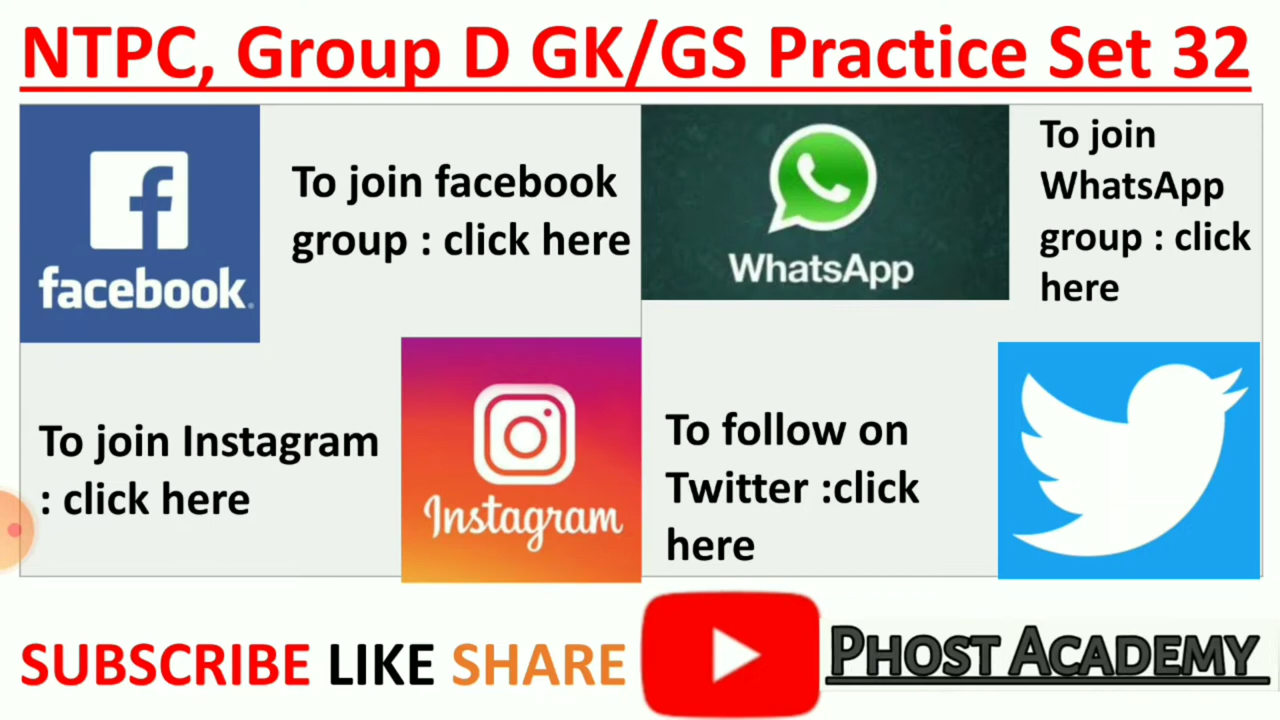 NTPC, Group D GK/GS Practice Set 32
facebook
To join facebook
group : click here
WhatsApp
To join
WhatsApp
group : click
here
To join Instagram
: click here
Instagram
To follow on
Twitter :click
here
SUBSCRIBE LIKE SHARE
PHOST ACADEMY